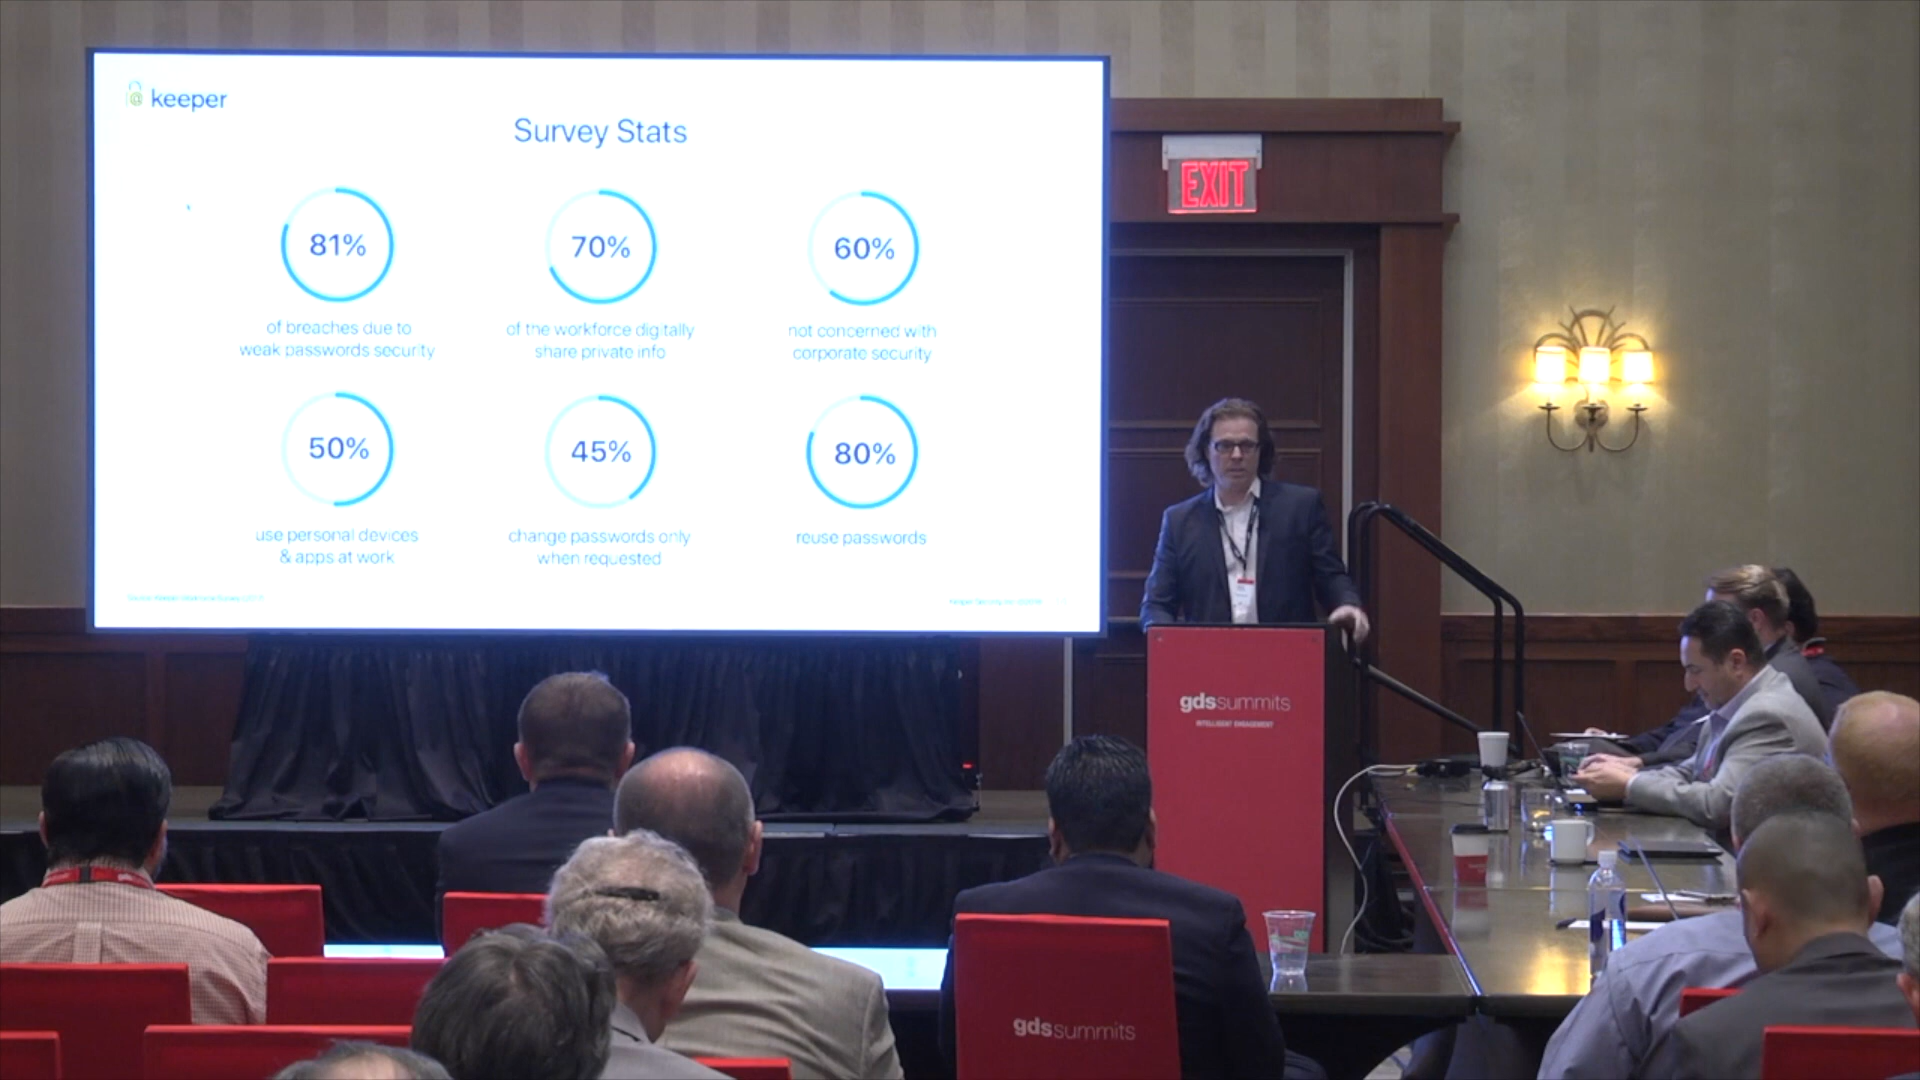 keeper
Survey Stats
81%
70%
60%
of breaches due to
weak passwords security
of the workforce digitally
share private info
not concerned with
corporate security
50%
45%
80%
use personal devices
& apps at work
change passwords only
when requested
reuse passwords
EXIT
gdssummits
INTELLIGENT ENGAGEMENT
gdssummits